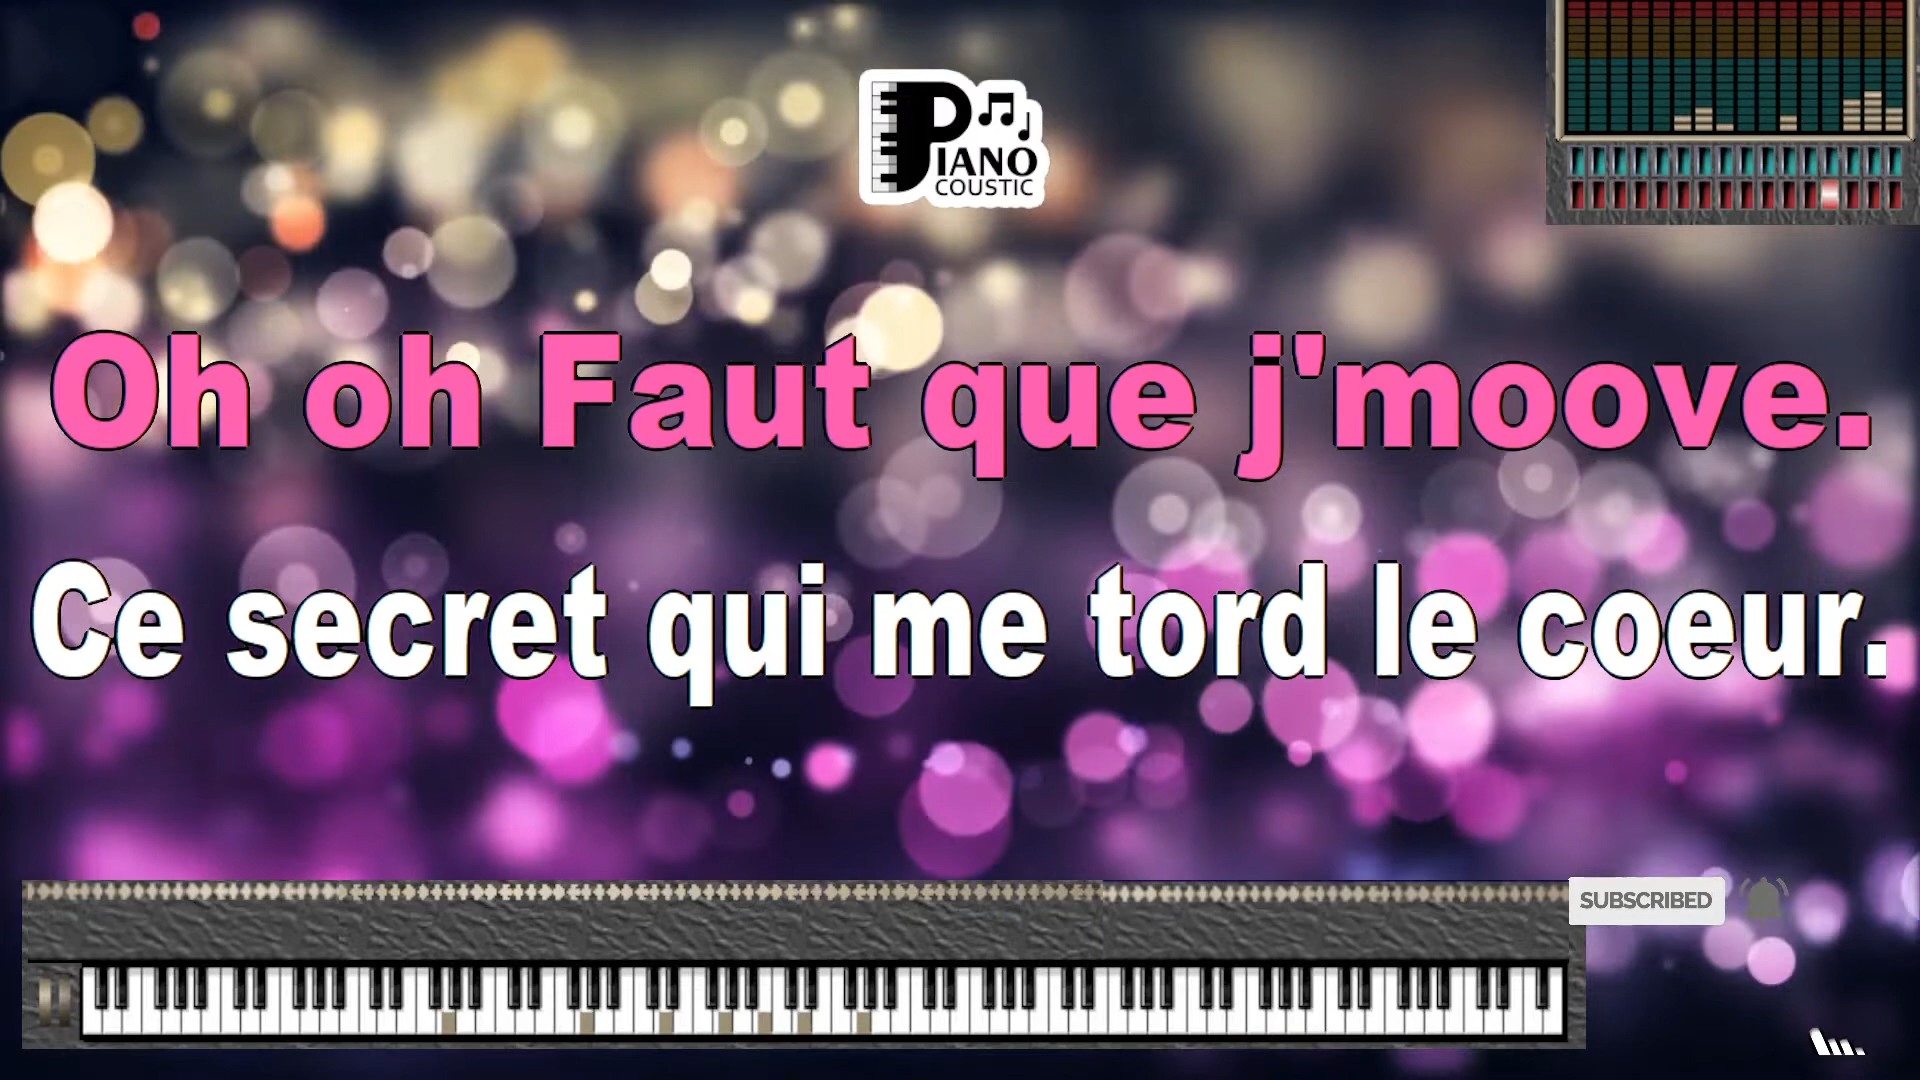 PIANO
COUSTIC
Oh oh Faut que j'moove.
Ce secret qui me tord le coeur.
SUBSCRIBED